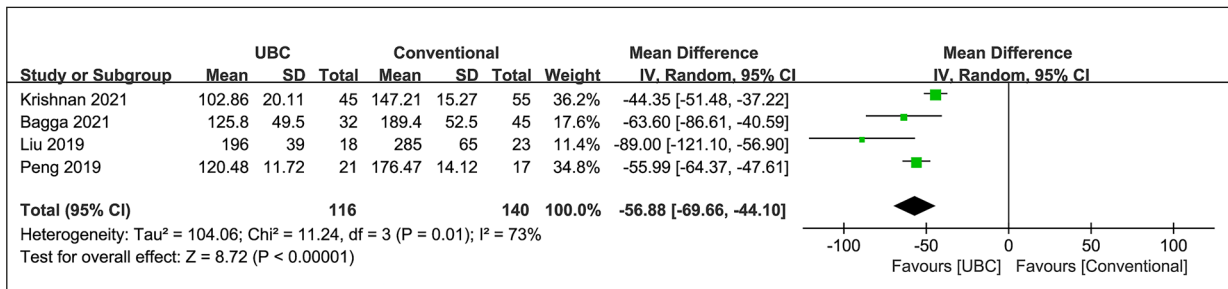 UBC Conventional Mean Difference Mean Difference
Study or Subgroup Mean SD Total Mean SD Total Weight IV, Random, 95% CI IV, Random, 95% CI
Krishnan 2021 102.86 20.11 45 147.21 15.27 55 36.2% -44.35 [-51.48, -37.22]
Bagga 2021 125.8 49.5 32 189.4 52.5 45 17.6% -63.60 [-86.61, -40.59]
Liu 2019 196 39 18 285 65 23 11.4% -89.00 [-121.10, -56.90]
Peng 2019 120.48 11.72 21 176.47 14.12 17 34.8% -55.99 [-64.37, -47.61]
Total (95% CI) 116 140 100.0% -56.88 [-69.66, -44.10]
Heterogeneity: Tau² = 104.06; Chi² = 11.24, df = 3 (P = 0.01); I² = 73%
Test for overall effect: Z = 8.72 (P < 0.00001)
-100 -50 0 50 100
Favours [UBC] Favours [Conventional]